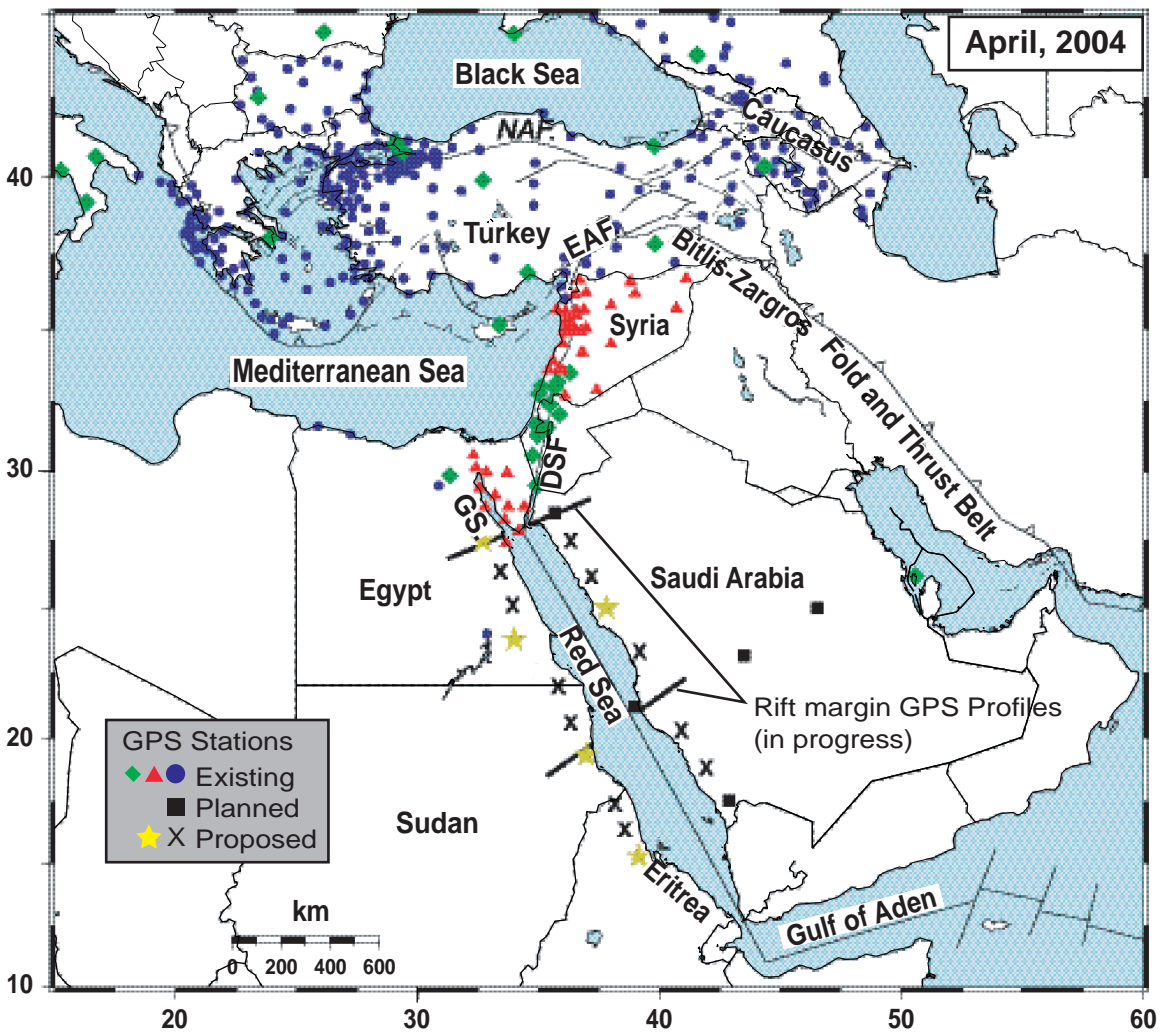 April, 2004
Black Sea
Caucasus
NAF.
40
Turkey
EAF.
Bitlis-Zargros
Fold and Thrust Belt
Syria
Mediterranean Sea
30
DSF
GS.
Egypt
Saudi Arabia
Red Sea
Rift margin GPS Profiles
(in progress)
20
GPS Stations
Existing
Planned
X Proposed
Sudan
Eritrea
Gulf of Aden
km
0 200 400 600
10
20 30 40 50 60